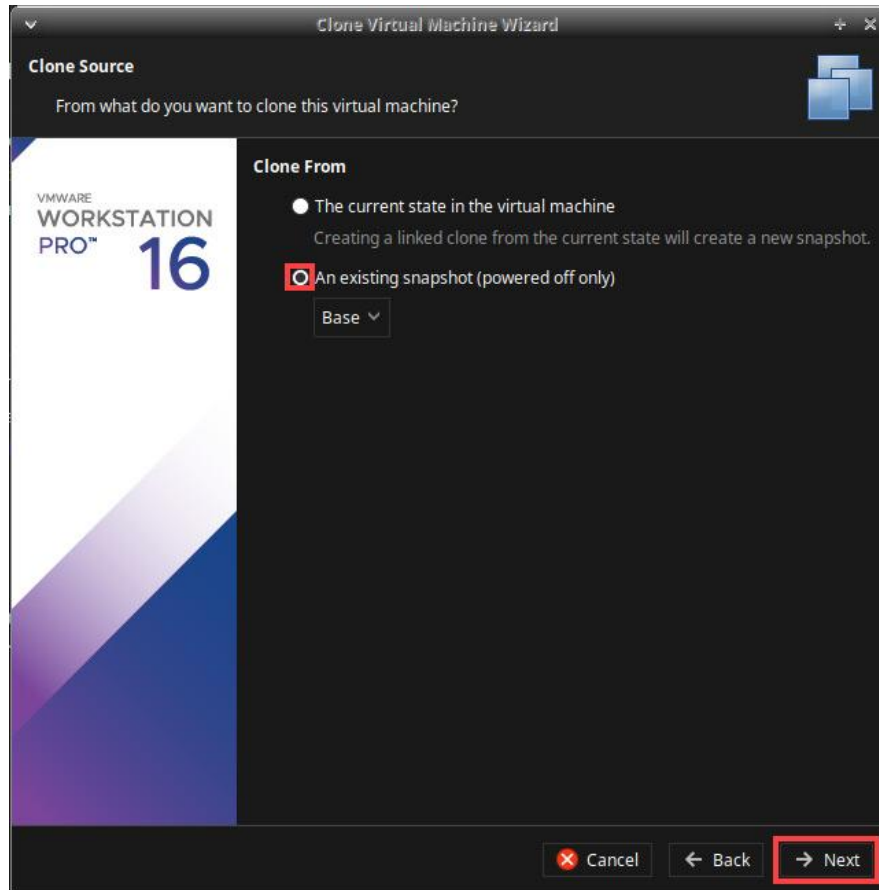 Clone Virtual Machine Wizard
Clone Source
From what do you want to clone this virtual machine?
VMWARE
WORKSTATION
PRO™ 16
Clone From
The current state in the virtual machine
Creating a linked clone from the current state will create a new snapshot.
An existing snapshot (powered off only)
Base
Cancel
Back
Next